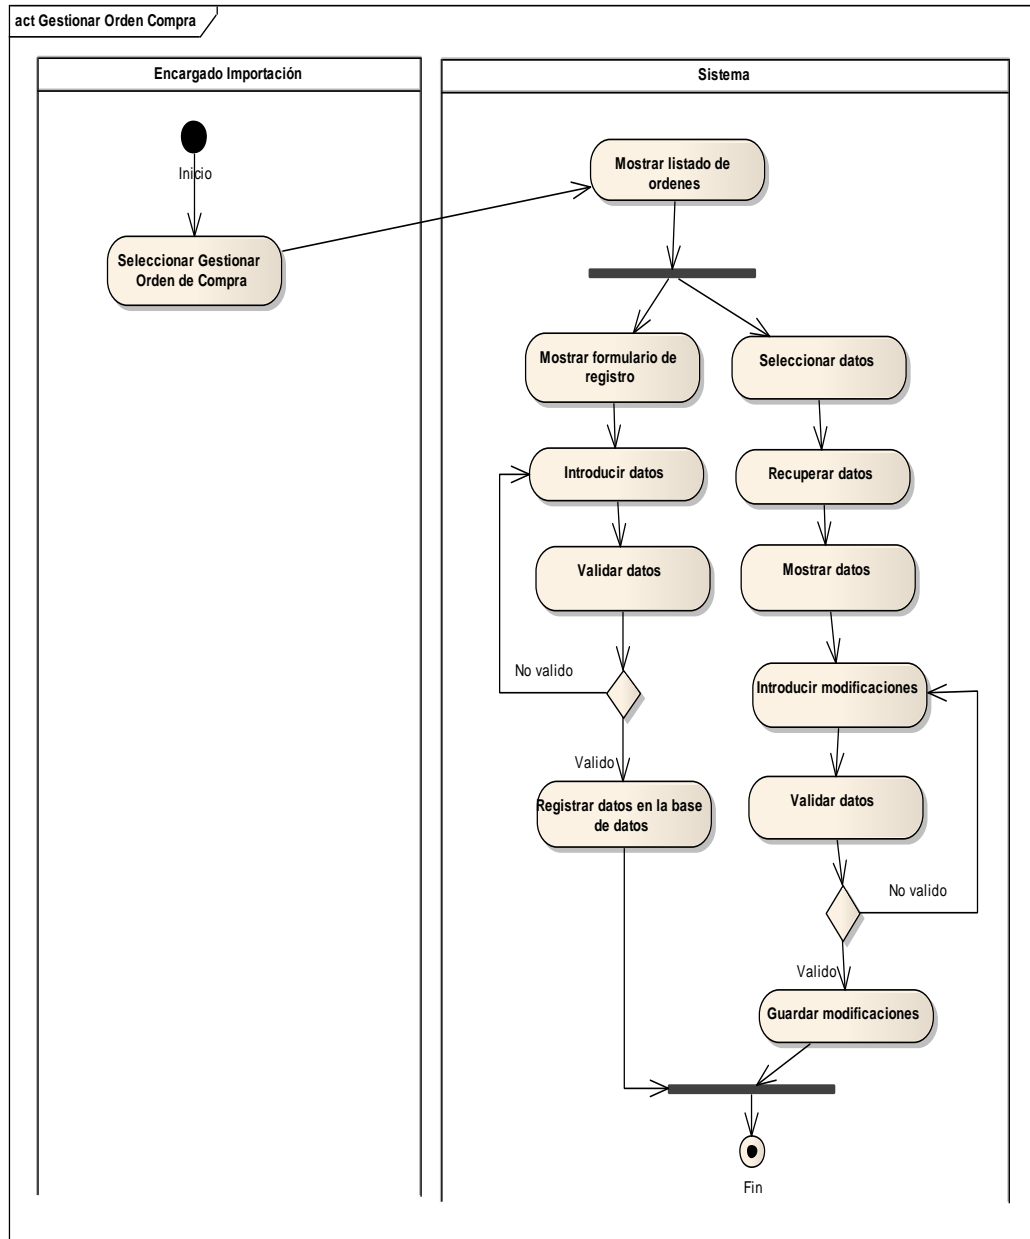 act Gestionar Orden Compra
Encargado Importación
Sistema
Inicio
Seleccionar Gestionar
Orden de Compra
Mostrar listado de
ordenes
Mostrar formulario de
registro
Seleccionar datos
Introducir datos
Recuperar datos
Validar datos
Mostrar datos
No valido
Introducir modificaciones
Valido
Registrar datos en la base
de datos
Validar datos
No valido
Valido
Guardar modificaciones
Fin